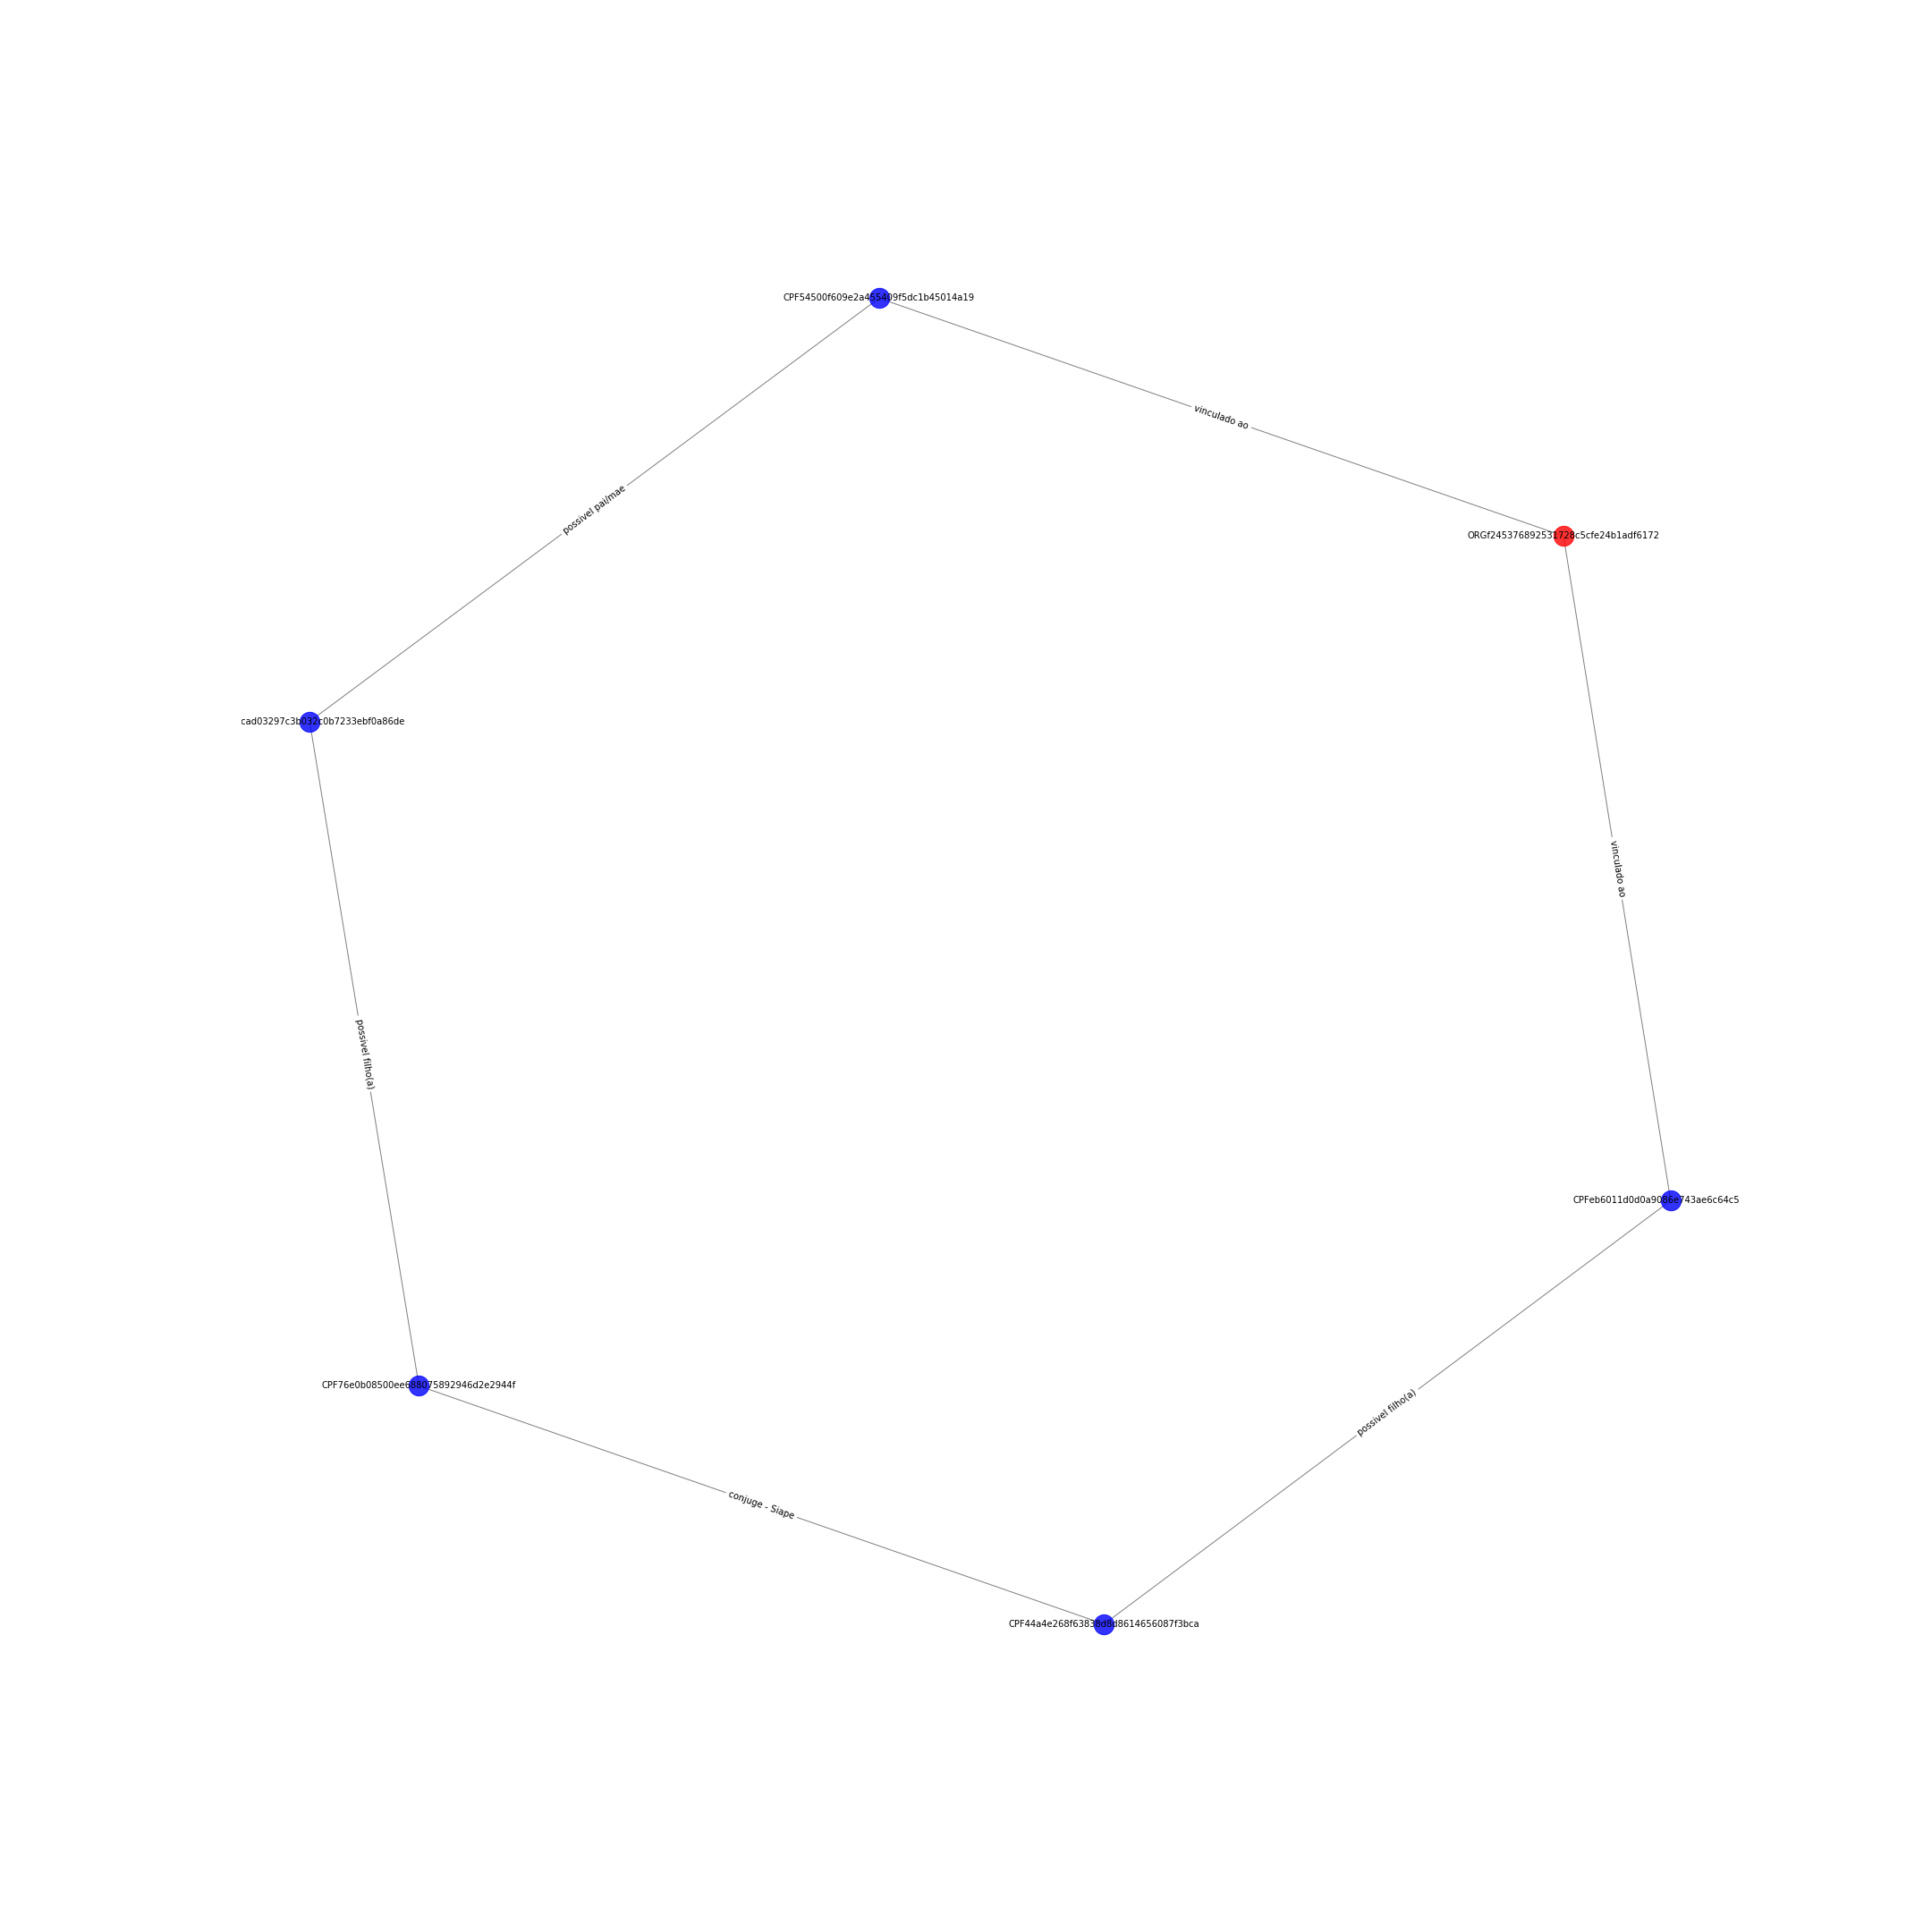 CPF54500f609e2a455409f5dc1b45014a19
vinculado ao
possivel pai/mae
ORGf245376892531728c5cfe24b1adf6172
cad03297c3b032c0b7233ebf0a86de
vinculado ao
possivel filho(a)
CPFeb6011d0d0a9086e743ae6c64c5
CPF76e0b08500ee688075892946d2e2944f
possivel filho(a)
conjuge - Siape
CPF44a4e268f63838d8d8614656087f3bca